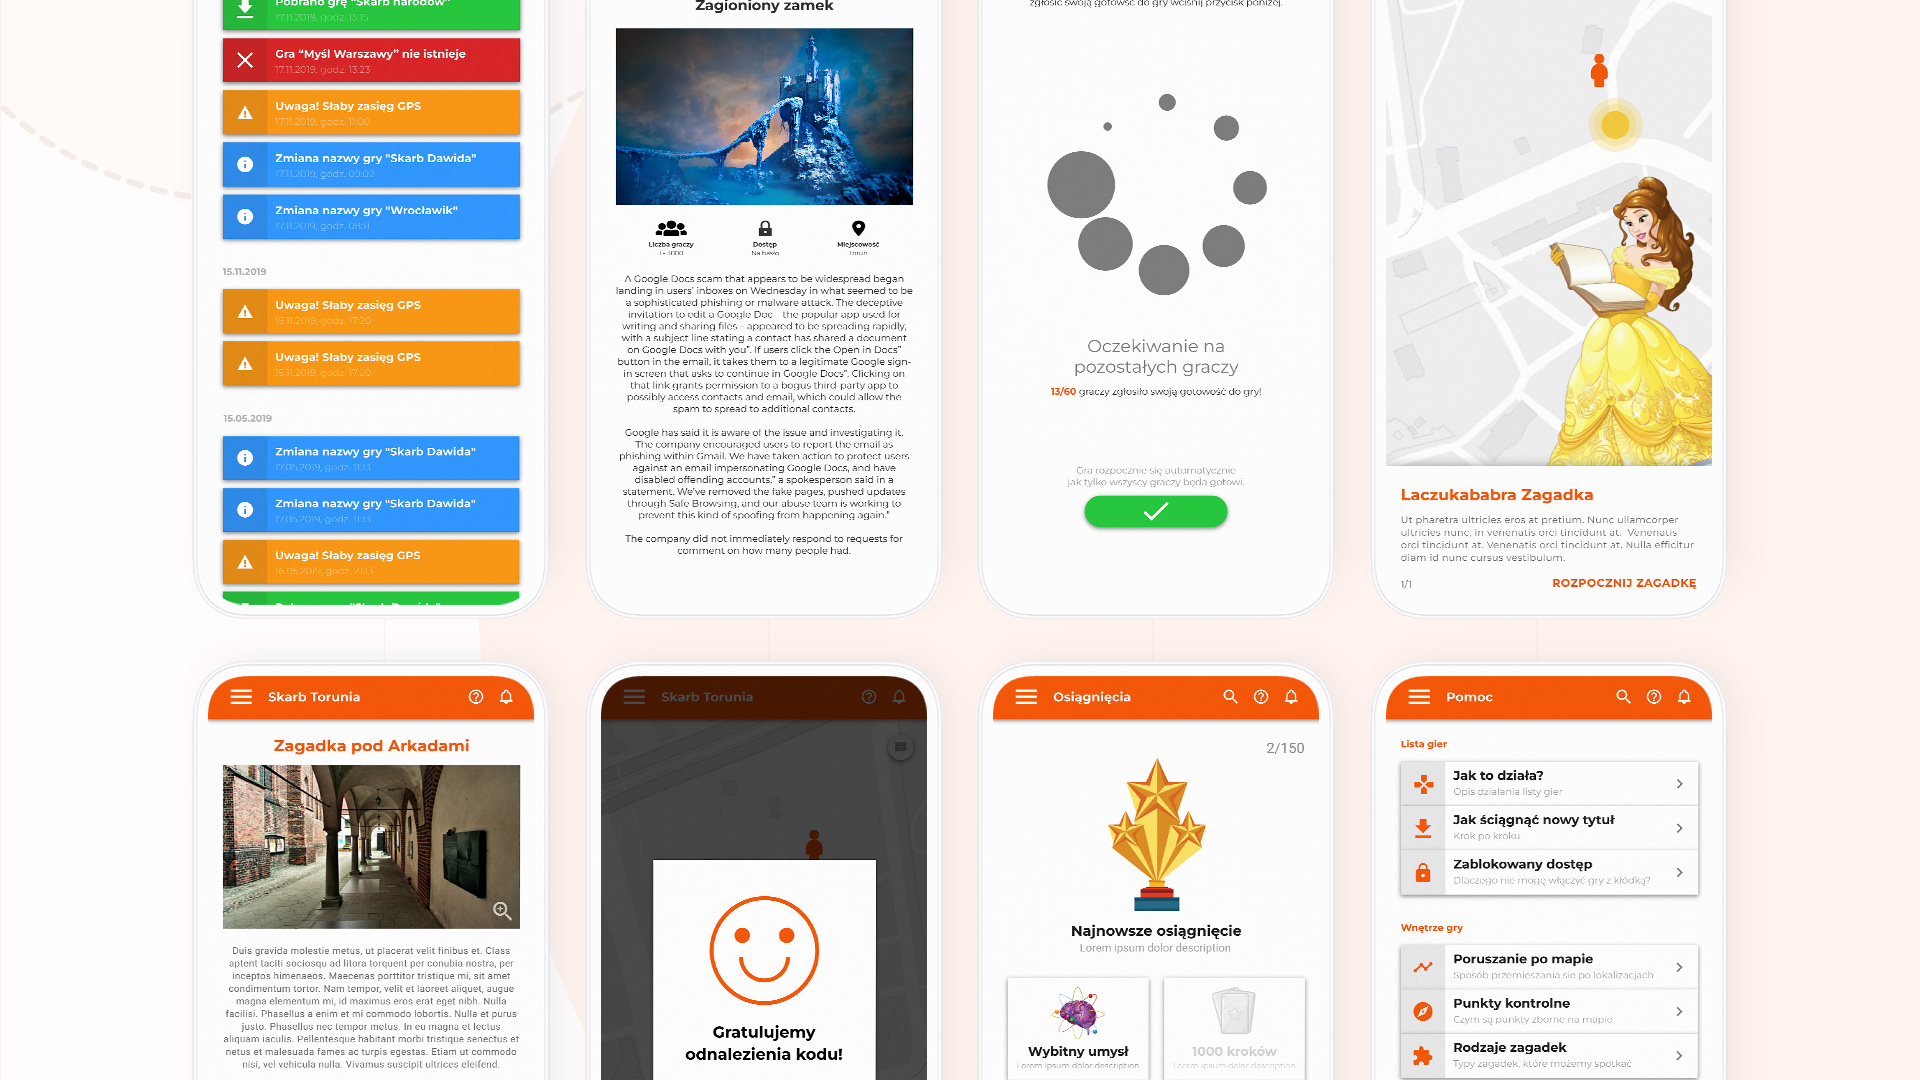 Pobrano grę "Skarb narodów"
17.11.2019, godz. 15:15
Gra “Myśl Warszawy” nie istnieje
17.11.2019, godz. 13:23
Uwaga! Słaby zasięg GPS
17.11.2019, godz. 11:00
Zmiana nazwy gry "Skarb Dawida"
17.11.2019, godz. 09:02
Zmiana nazwy gry "Wrocławik"
17.11.2019, godz. 08:11
15.11.2019
Uwaga! Słaby zasięg GPS
15.11.2019, godz. 17:20
Uwaga! Słaby zasięg GPS
15.11.2019, godz. 17:20
15.05.2019
Zmiana nazwy gry "Skarb Dawida"
17.05.2019, godz. 11:13
Zmiana nazwy gry "Skarb Dawida"
17.05.2019, godz. 11:13
Uwaga! Słaby zasięg GPS
16.05.2019, godz. 21:13
Zagioniony zamek
Liczba graczy
1 - 3000
Dostęp
Na hasło
Miejscowość
Toruń
A Google Docs scam that appears to be widespread began
landing in users’ inboxes on Wednesday in what seemed to be
a sophisticated phishing or malware attack. The deceptive
invitation to edit a Google Doc – the popular app used for
writing and sharing files – appeared to be spreading rapidly,
with a subject line stating a contact has shared a document
on Google Docs with you”. If users click the Open in Docs”
button in the email, it takes them to a legitimate Google sign-
in screen that asks to continue in Google Docs”. Clicking on
that link grants permission to a bogus third-party app to
possibly access contacts and email, which could allow the
spam to spread to additional contacts.
Google has said it is aware of the issue and investigating it.
The company encouraged users to report the email as
phishing within Gmail. We have taken action to protect users
against an email impersonating Google Docs, and have
disabled offending accounts,” a spokesperson said in a
statement. We’ve removed the fake pages, pushed updates
through Safe Browsing, and our abuse team is working to
prevent this kind of spoofing from happening again.”
The company did not immediately respond to requests for
comment on how many people had.
zgłosić swoją gotowść do gry wciśnij przycisk poniżej.
Oczekiwanie na
pozostałych graczy
13/60 graczy zgłosiło swoją gotowość do gry!
Gra rozpocznie się automatycznie
jak tylko wszyscy graczy będa gotowi.
Laczukababra Zagadka
Ut pharetra ultricies eros at pretium. Nunc ullamcorper
ultricies nunc, in venenatis orci tincidunt at. Venenatis
orci tincidunt at. Venenatis orci tincidunt at. Nulla efficitur
diam id nunc cursus vestibulum.
1/1
ROZPOCZNIJ ZAGADKĘ
Skarb Torunia
Zagadka pod Arkadami
Duis gravida molestie metus, ut placerat velit finibus et. Class
aptent taciti sociosqu ad litora torquent per conubia nostra, per
inceptos himenaeos. Maecenas porttitor tristique mi, sit amet
condimentum tortor. Nam tempor, velit et laoreet aliquet, augue
magna elementum mi, id maximus eros erat eget nibh. Nulla
facilisi. Phasellus a enim et mi commodo lobortis. Nulla et purus
justo. Phasellus nec tempor metus. In eu magna et lectus
aliquam iaculis. Pellentesque habitant morbi tristique senectus et
netus et malesuada fames ac turpis egestas. Etiam ut commodo
nisi, vel vehicula nulla. Vivamus suscipit ultrices eleifend.
Skarb Torunia
Gratulujemy
odnalezienia kodu!
Osiągnięcia
2/150
Najnowsze osiągnięcie
Lorem ipsum dolor description
Wybitny umysł
Lorem ipsum dolor description
1000 kroków
Lorem ipsum dolor description
Pomoc
Lista gier
Jak to działa?
Opis działania listy gier
Jak ściągnąć nowy tytuł
Krok po kroku
Zablokowany dostęp
Dlaczego nie mogę włączyć gry z kłódką?
Wnętrze gry
Poruszanie po mapie
Sposób przemieszania sie po lokalizacjach
Punkty kontrolne
Czym są punkty zborne na mapie
Rodzaje zagadek
Typy zagadek, które możemy spotkać